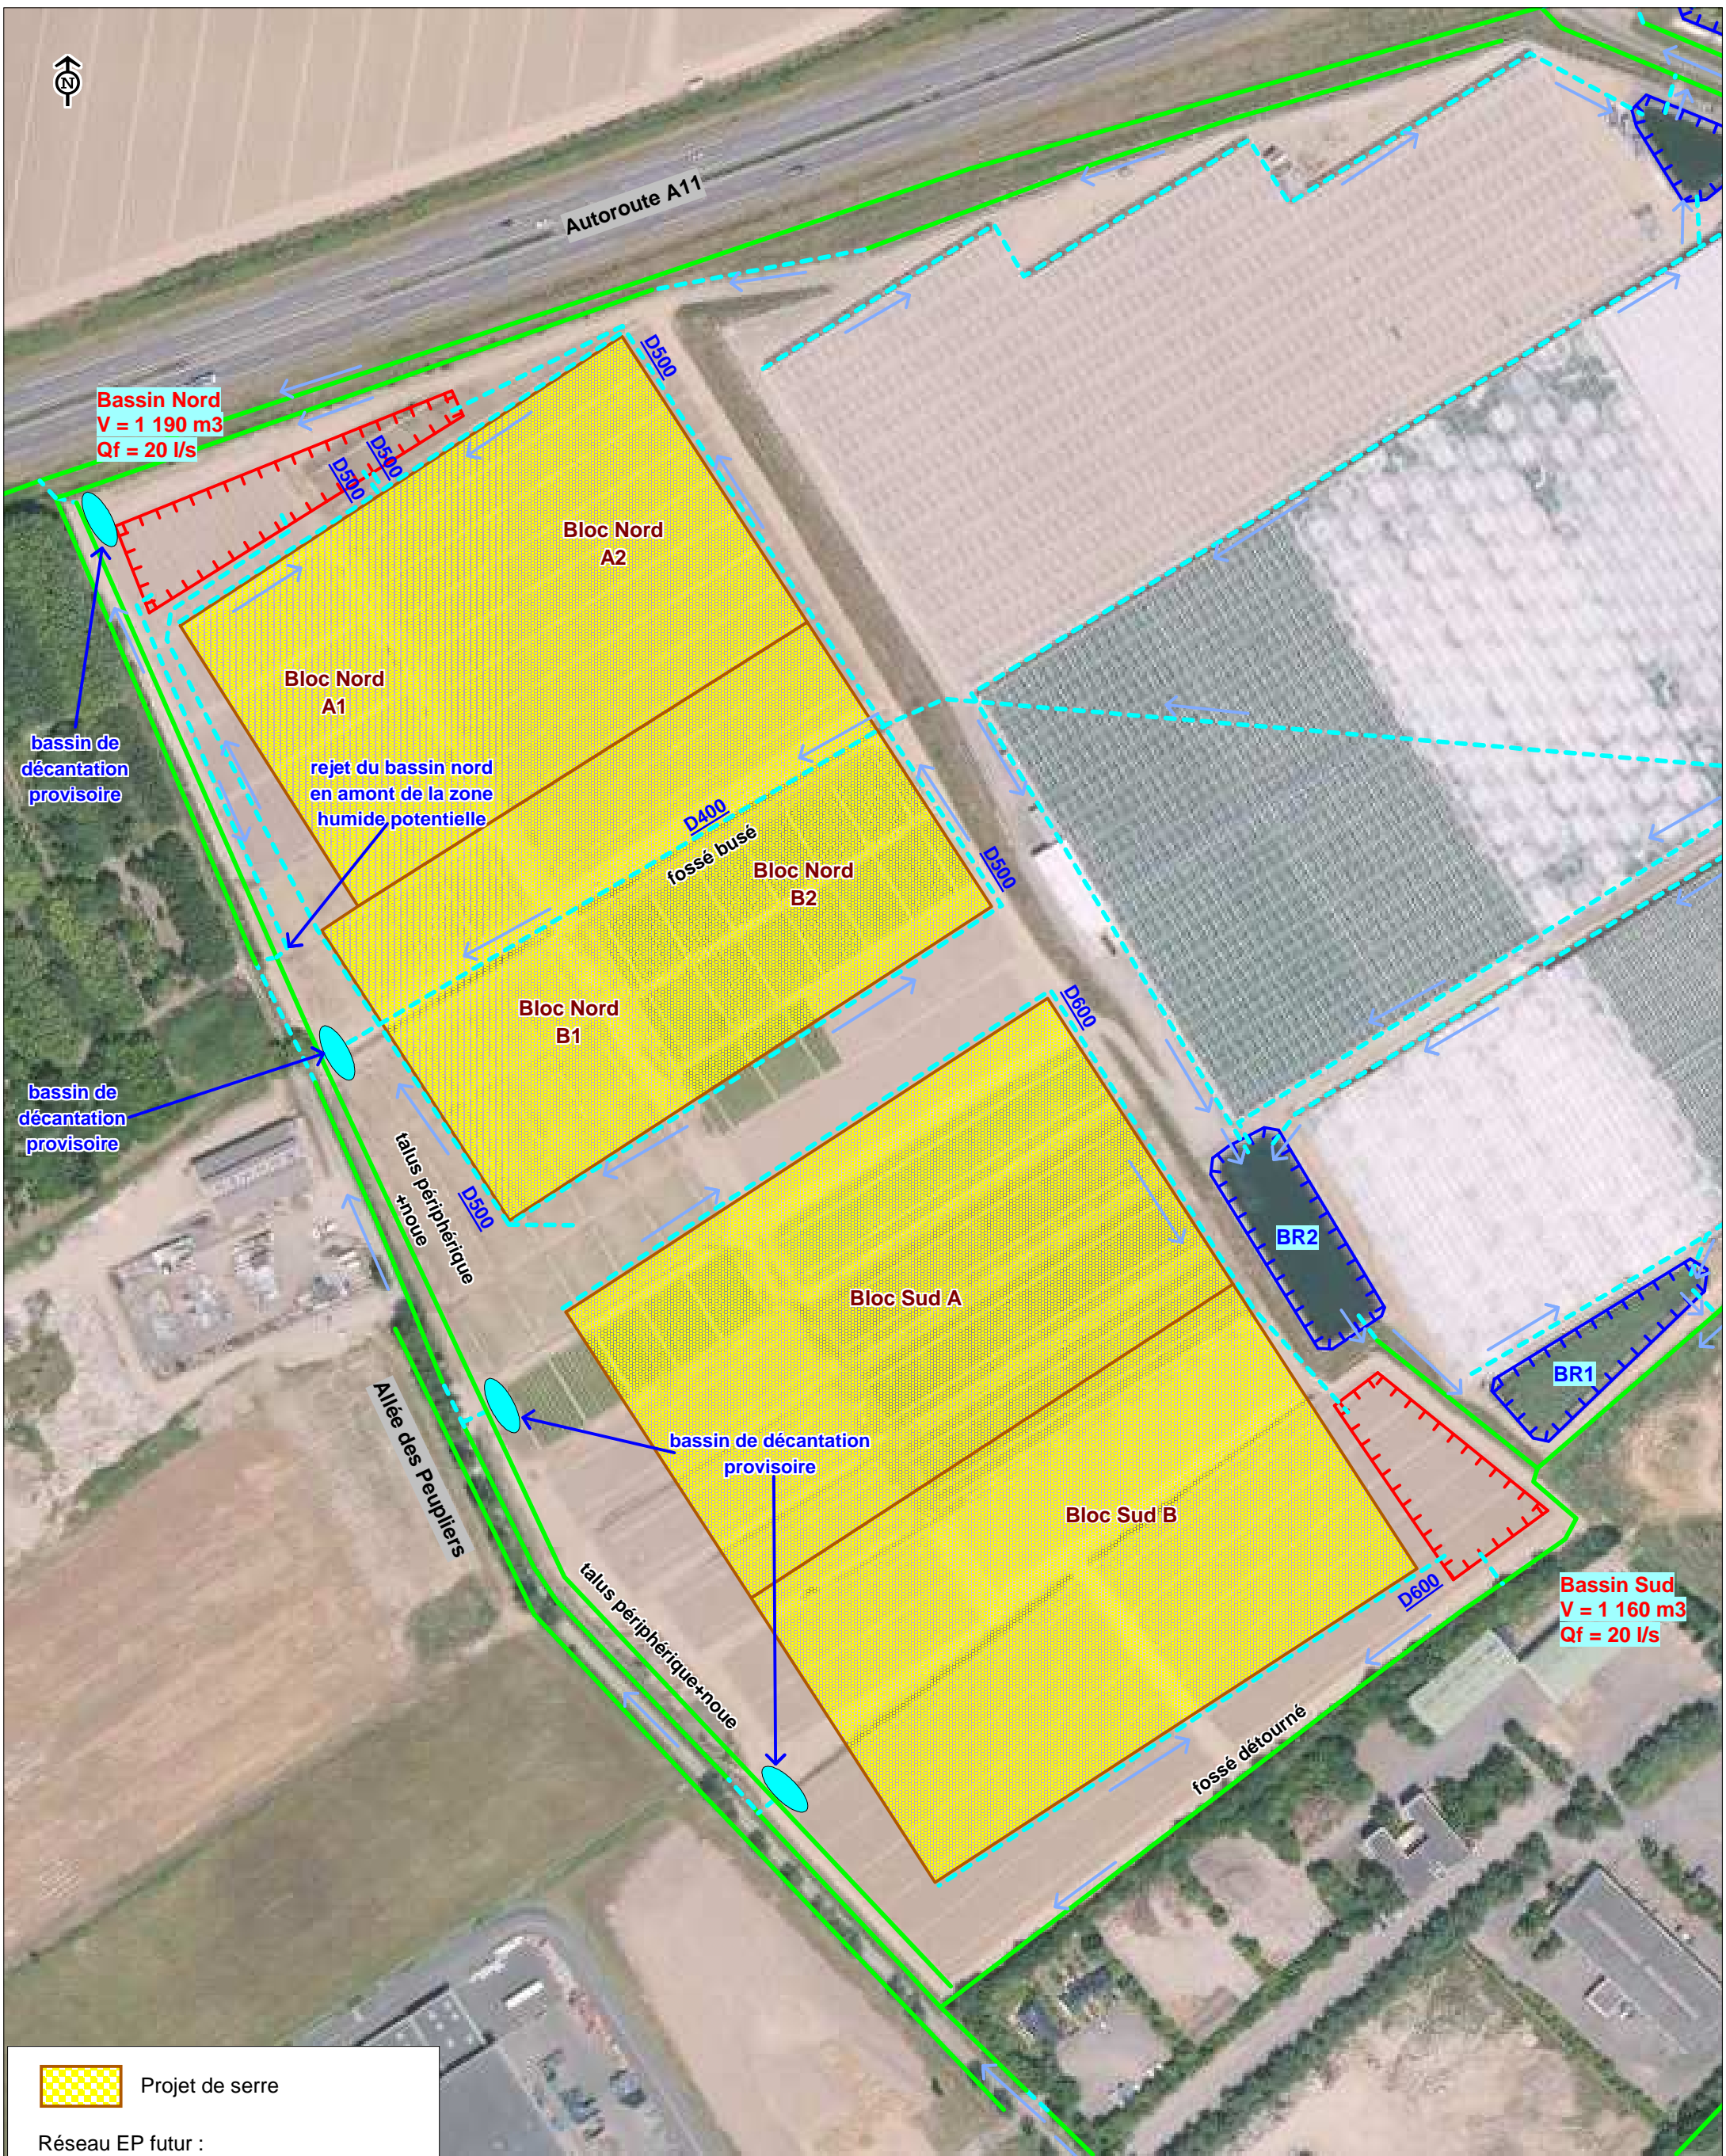 N
Autoroute A11
D500
Bassin Nord
V = 1 190 m3
Qf = 20 l/s
D500
D500
Bloc Nord
A2
Bloc Nord
A1
bassin de
décantation
provisoire
rejet du bassin nord
en amont de la zone
humide potentielle
D400
fossé busé
Bloc Nord
B2
D500
Bloc Nord
B1
D600
bassin de
décantation
provisoire
talus périphérique
+noue
D500
BR2
Bloc Sud A
BR1
Allée des Peupliers
bassin de décantation
provisoire
Bloc Sud B
talus périphérique+noue
D600
Bassin Sud
V = 1 160 m3
Qf = 20 l/s
fossé détourné
Projet de serre
Réseau EP futur :